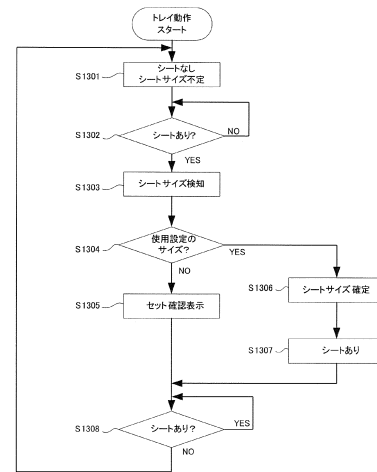 トレイ動作
スタート
S1301
シートなし
シートサイズ不定
S1302
シートあり?
NO
YES
S1303
シートサイズ検知
S1304
使用設定の
サイズ?
YES
NO
S1305
セット確認表示
S1306
シートサイズ確定
S1307
シートあり
S1308
シートあり?
YES
NO